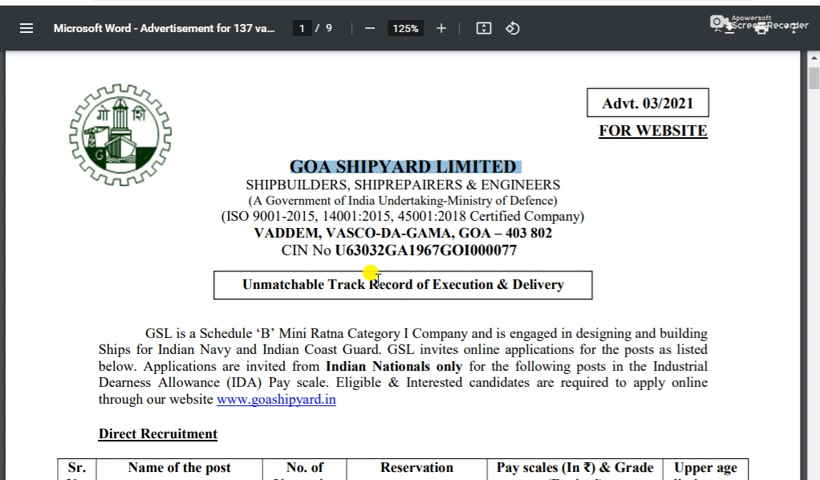 Microsoft Word - Advertisement for 137 va...
1 / 9
125%
Apowersoft
Screen Recorder
गो शि
Advt. 03/2021
FOR WEBSITE
GOA SHIPYARD LIMITED
SHIPBUILDERS, SHIPREPAIRERS & ENGINEERS
(A Government of India Undertaking-Ministry of Defence)
(ISO 9001-2015, 14001:2015, 45001:2018 Certified Company)
VADDEM, VASCO-DA-GAMA, GOA – 403 802
CIN No U63032GA1967GOI000077
Unmatchable Track Record of Execution & Delivery
GSL is a Schedule ‘B’ Mini Ratna Category I Company and is engaged in designing and building
Ships for Indian Navy and Indian Coast Guard. GSL invites online applications for the posts as listed
below. Applications are invited from Indian Nationals only for the following posts in the Industrial
Dearness Allowance (IDA) Pay scale. Eligible & Interested candidates are required to apply online
through our website www.goashipyard.in
Direct Recruitment
Sr. Name of the post No. of Reservation Pay scales (In ₹) & Grade Upper age